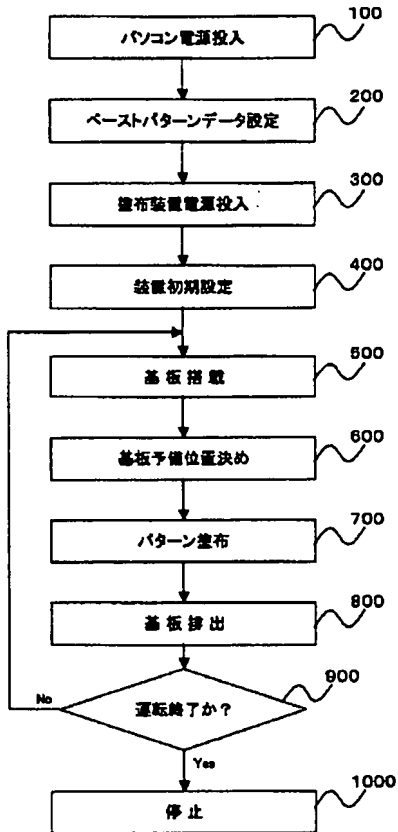 パソコン電源投入
100
ペーストパターンデータ設定
200
塗布装置電源投入
300
装置初期設定
400
基板搭載
500
基板予備位置決め
600
パターン塗布
700
基板排出
800
運転終了か?
900
No
Yes
停止
1000